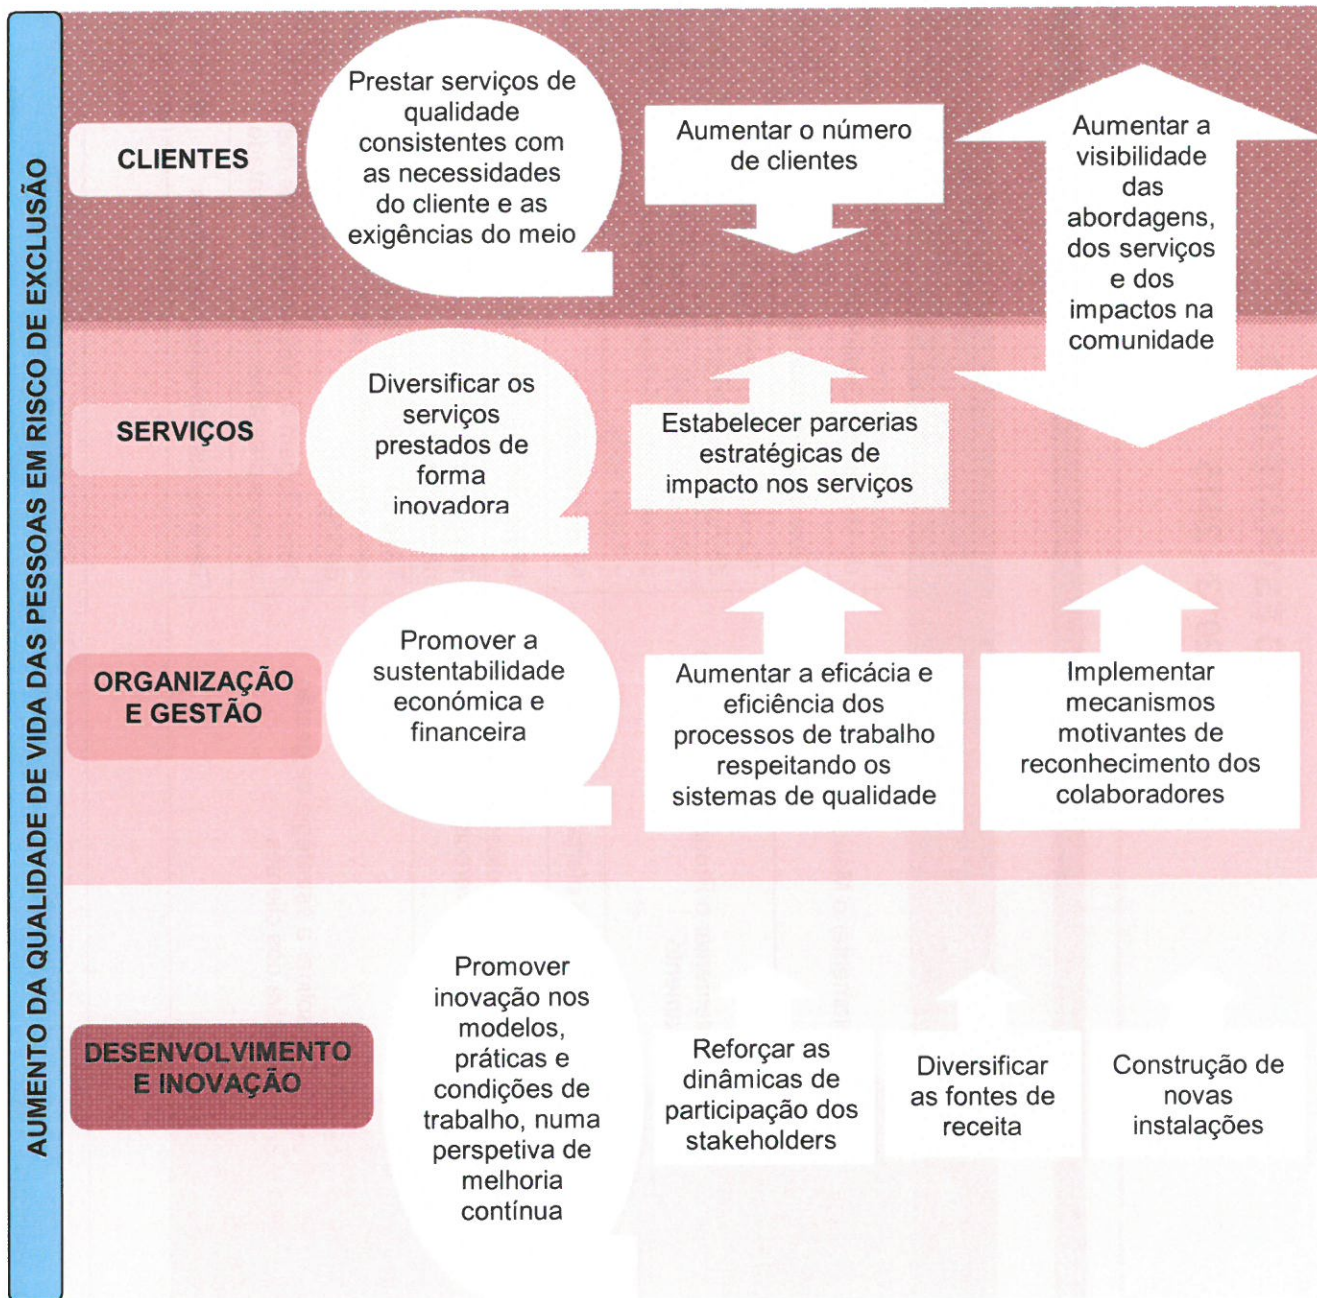 AUMENTO DA QUALIDADE DE VIDA DAS PESSOAS EM RISCO DE EXCLUSÃO
CLIENTES
Prestar serviços de
qualidade
consistentes com
as necessidades
do cliente e as
exigências do meio
Aumentar o número
de clientes
Aumentar a
visibilidade
das
abordagens,
dos serviços
e dos
impactos na
comunidade
SERVIÇOS
Diversificar os
serviços
prestados de
forma
inovadora
Estabelecer parcerias
estratégicas de
impacto nos serviços
ORGANIZAÇÃO
E GESTÃO
Promover a
sustentabilidade
económica e
financeira
Aumentar a eficácia e
eficiência dos
processos de trabalho
respeitando os
sistemas de qualidade
Implementar
mecanismos
motivantes de
reconhecimento dos
colaboradores
DESENVOLVIMENTO
E INOVAÇÃO
Promover
inovação nos
modelos,
práticas e
condições de
trabalho, numa
perspetiva de
melhoria
contínua
Reforçar as
dinâmicas de
participação dos
stakeholders
Diversificar
as fontes de
receita
Construção de
novas
instalações